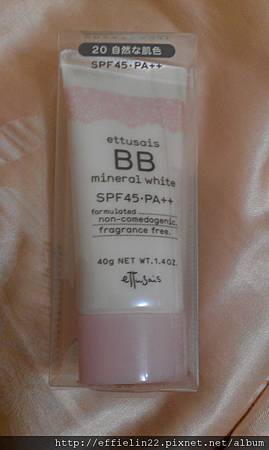 20 自然な肌色
SPF45・PA++
ettusais
BB
mineral white
SPF45・PA++
formulated
non-comedogenic.
fragrance free.
40g NET WT.1.4OZ.
ettusais
http://effielin22.pixnet.net/album